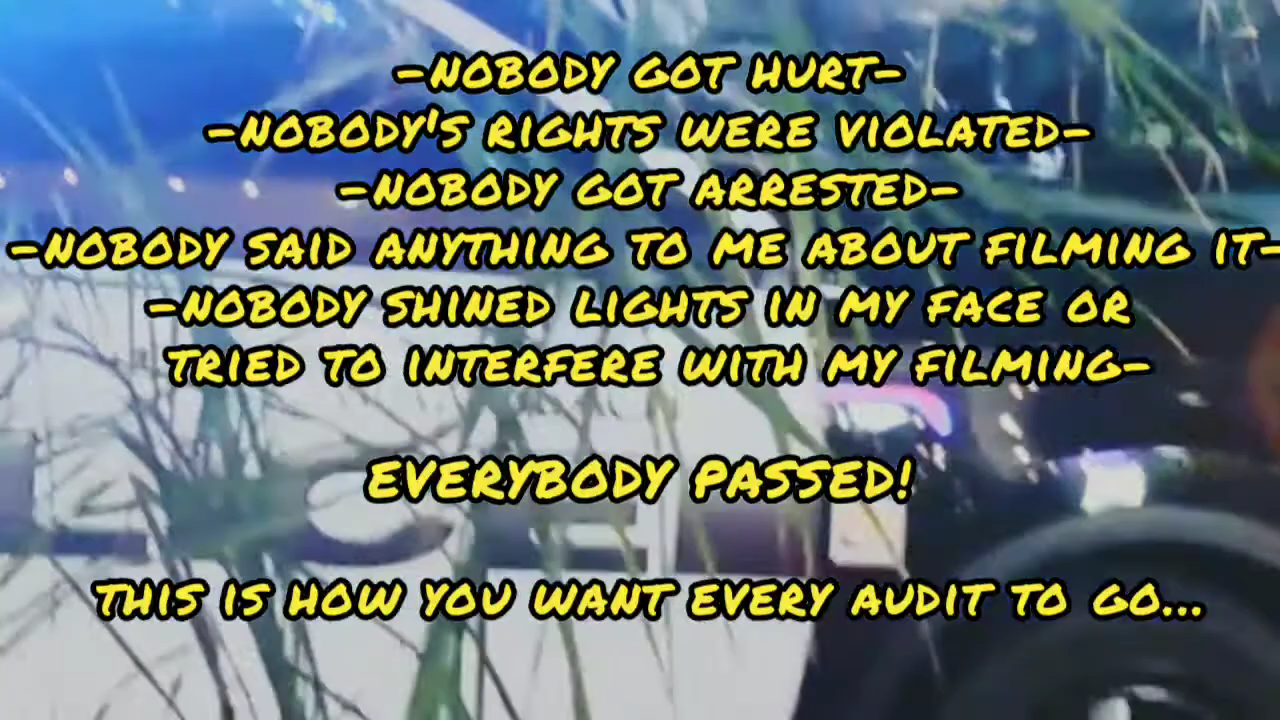 -NOBODY GOT HURT-
-NOBODY'S RIGHTS WERE VIOLATED-
-NOBODY GOT ARRESTED-
-NOBODY SAID ANYTHING TO ME ABOUT FILMING IT-
-NOBODY SHINED LIGHTS IN MY FACE OR
TRIED TO INTERFERE WITH MY FILMING-
EVERYBODY PASSED!
THIS IS HOW YOU WANT EVERY AUDIT TO GO...